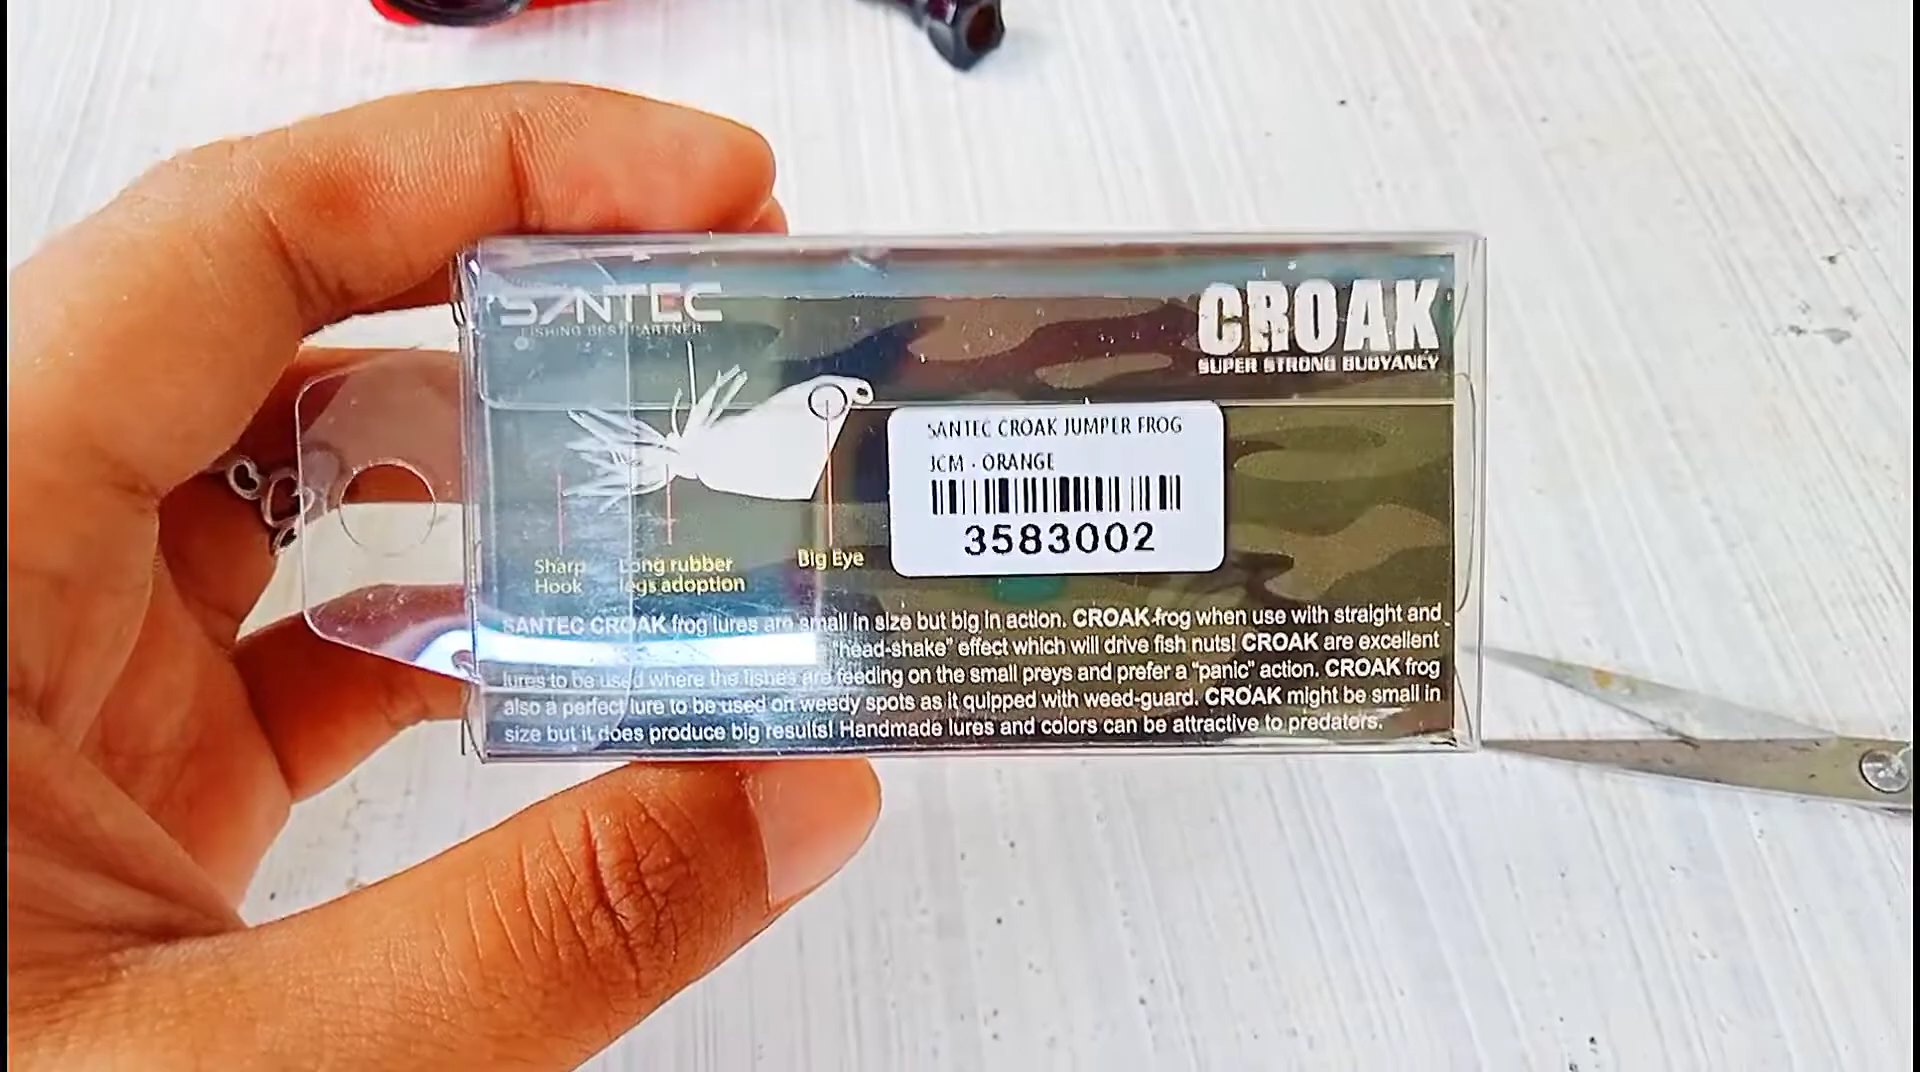 SANTEC
FISHING BEST PARTNER
CROAK
SUPER STRONG BUOYANCY
SANTEC CROAK JUMPER FROG
3CM - ORANGE
3583002
Sharp
Hook
Long rubber
legs adoption
Big Eye
SANTEC CROAK frog lures are small in size but big in action. CROAK frog when use with straight and
"head-shake" effect which will drive fish nuts! CROAK are excellent
lures to be used where the fishes are feeding on the small preys and prefer a "panic" action. CROAK frog
also a perfect lure to be used on weedy spots as it quipped with weed-guard. CROAK might be small in
size but it does produce big results! Handmade lures and colors can be attractive to predators.